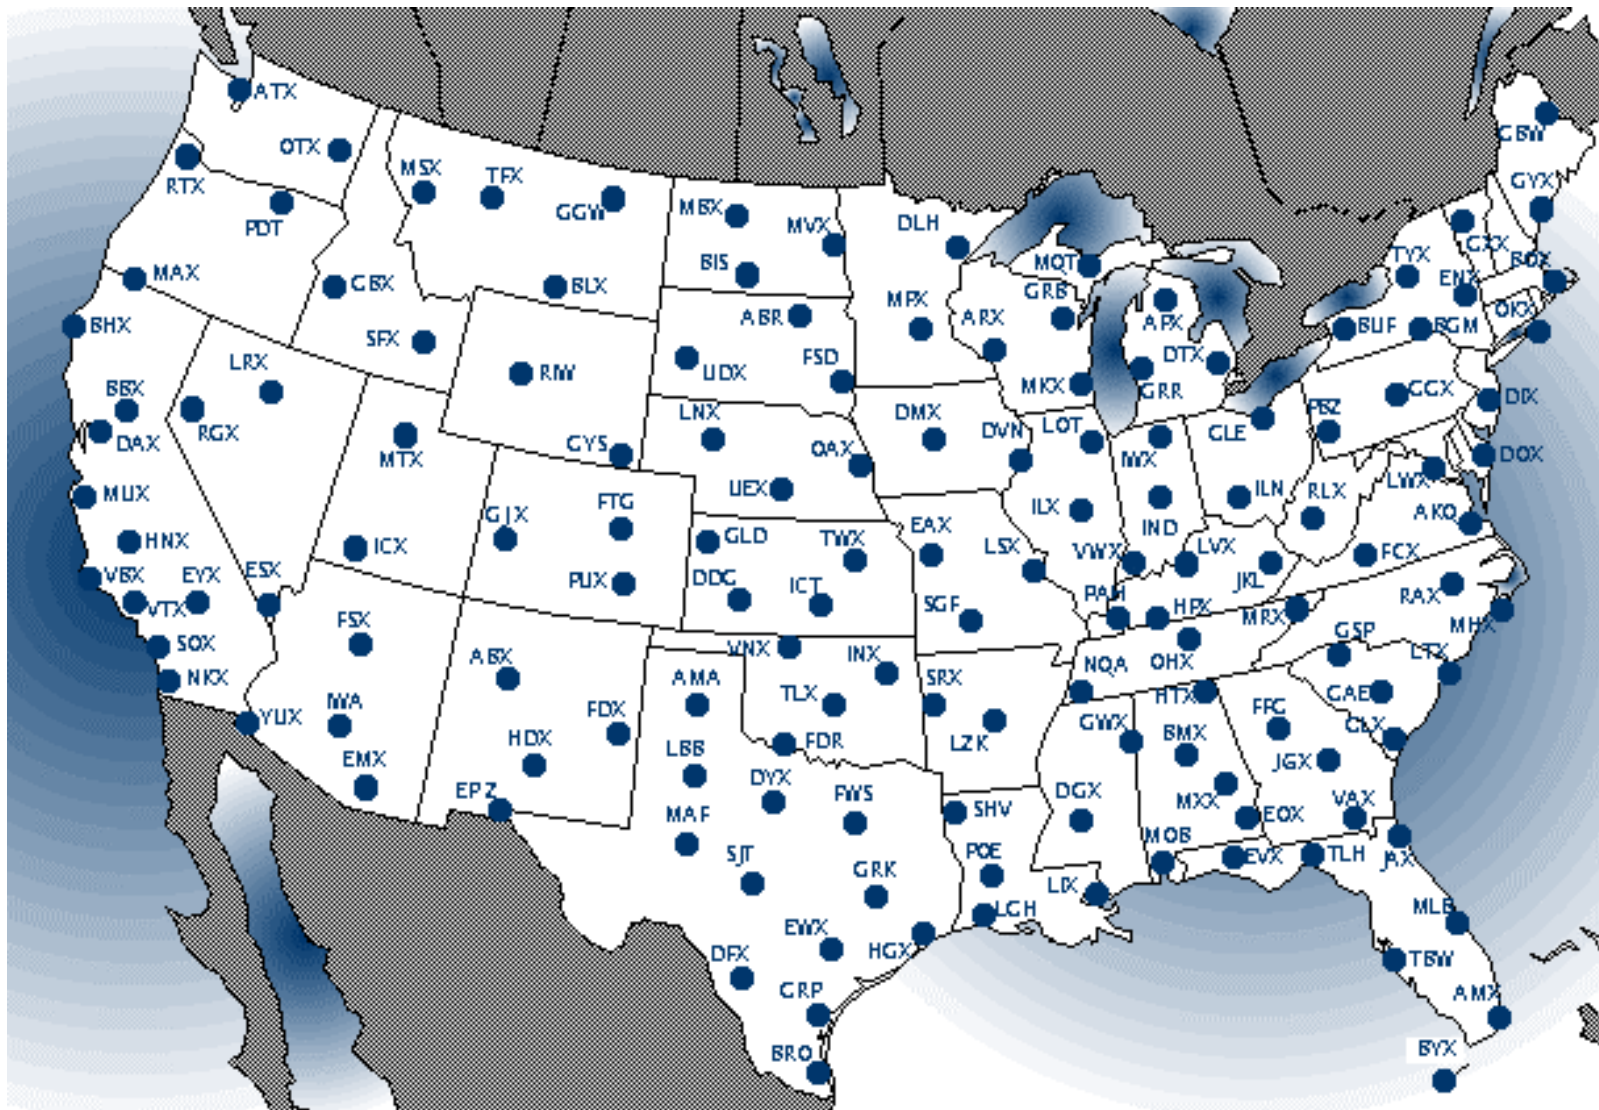 ATX
CBW
OTX
MSX
TFX
RTX
GYX
GGW
MBX
PDT
MVX
DLH
CZX
TYX
BOX
BIS
MQT
MAX
GBX
BLX
ENX
GRB
MPX
OKX
ABR
ARX
APX
BHX
BUF
BGM
SFX
FSD
DTX
LRX
RIW
UDX
MKX
GRR
BBX
CCX
DIX
LNX
DMX
PBZ
RGX
DAX
LOT
DVN
CLE
CYS
MTX
OAX
IWX
DOX
LWX
MUX
UEX
ILN
RLX
FTG
GJX
ILX
AKQ
EAX
IND
HNX
ICX
GLD
TWX
LSX
VWX
LVX
FCX
VBX
EYX
ESX
PUX
DDC
ICT
JKL
PAH
RAX
VTX
SGF
HPX
MRX
FSX
MHX
SOX
GSP
VNX
INX
ABX
OHX
LTX
NQA
NKX
AMA
SRX
TLX
CAE
HTX
IWA
YUX
FDX
FFC
GWX
CLX
HDX
LBB
FDR
LZK
BMX
EMX
JGX
DYX
EPZ
FWS
DGX
MXX
VAX
MAF
SHV
EOX
MOB
SJT
POE
EVX
TLH
JAX
GRK
LIX
LCH
MLB
EWX
DFX
HGX
TBW
CRP
AMX
BRO
BYX